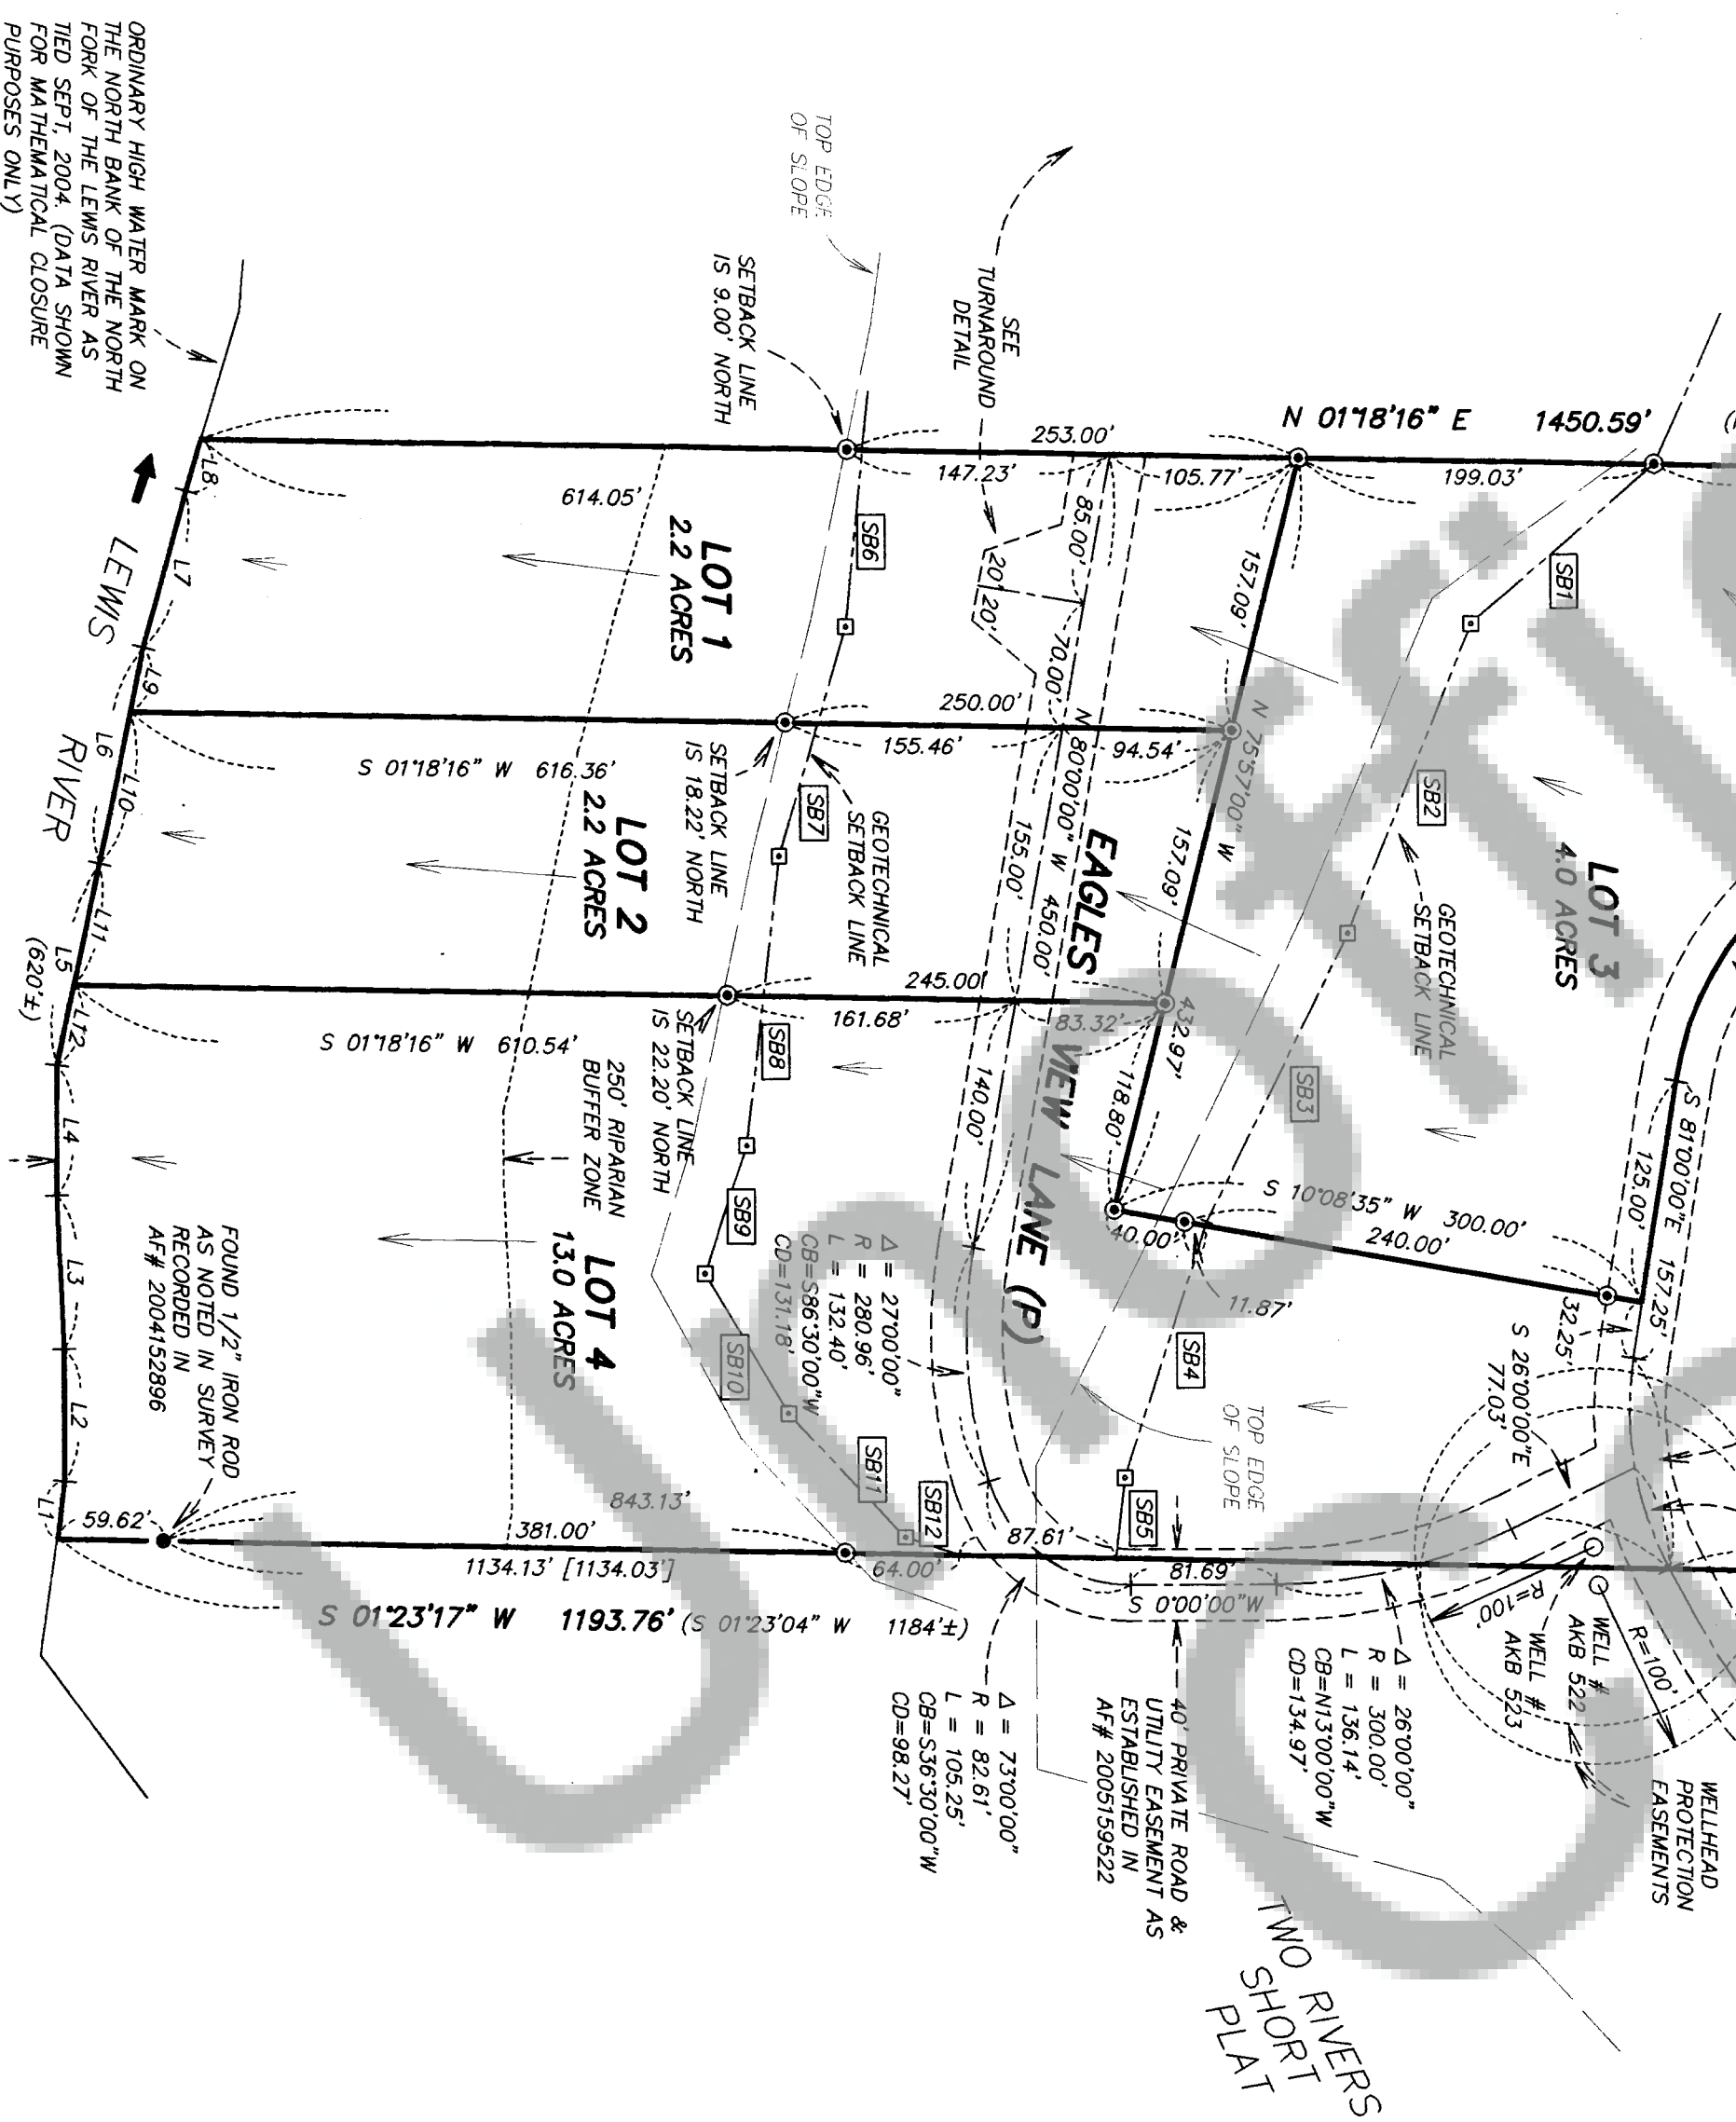 ORDINARY HIGH WATER MARK ON
THE NORTH BANK OF THE NORTH
FORK OF THE LEWIS RIVER AS
TIED SEPT, 2004. (DATA SHOWN
FOR MATHEMATICAL CLOSURE
PURPOSES ONLY)
TOP EDGE
OF SLOPE
SETBACK LINE
IS 9.00' NORTH
SEE
TURNAROUND
DETAIL
N 01°18'16" E 1450.59'
253.00'
147.23'
105.77'
199.03'
614.05'
LOT 1
2.2 ACRES
SB6
85.00'
20'
20'
70.00'
157.09'
SB1
L8
L7
L9
LEWIS
RIVER
L6
L10
L11
L5
(620'±)
L12
L4
L3
L2
L1
250.00'
155.46'
94.54'
S 01°18'16" W 616.36'
SETBACK LINE
IS 18.22' NORTH
SB7
GEOTECHNICAL
SETBACK LINE
LOT 2
2.2 ACRES
N 80°00'00" W 450.00'
155.00'
EAGLES
VIEW LANE (P)
N 75°57'00" W
157.09'
432.97'
SB2
GEOTECHNICAL
SETBACK LINE
LOT 3
4.0 ACRES
245.00'
161.68'
83.32'
S 01°18'16" W 610.54'
SETBACK LINE
IS 22.20' NORTH
SB8
140.00'
118.80'
SB3
S 81°00'00"E 157.25'
125.00'
S 10°08'35" W 300.00'
240.00'
40.00'
11.87'
32.25'
S 26°00'00"E
77.03'
250' RIPARIAN
BUFFER ZONE
LOT 4
13.0 ACRES
SB9
SB10
SB11
SB12
Δ = 27°00'00"
R = 280.96'
L = 132.40'
CB=S86°30'00"W
CD=131.18'
SB4
SB5
TOP EDGE
OF SLOPE
FOUND 1/2" IRON ROD
AS NOTED IN SURVEY
RECORDED IN
AF# 2004152896
59.62'
843.13'
381.00'
1134.13' [1134.03']
64.00'
87.61'
81.69'
S 0°00'00"W
S 01°23'17" W 1193.76' (S 01°23'04" W 1184'±)
Δ = 73°00'00"
R = 82.61'
L = 105.25'
CB=S36°30'00"W
CD=98.27'
40' PRIVATE ROAD &
UTILITY EASEMENT AS
ESTABLISHED IN
AF# 2005159522
Δ = 26°00'00"
R = 300.00'
L = 136.14'
CB=N13°00'00"W
CD=134.97'
R=100'
R=100'
WELL #
AKB 522
WELL #
AKB 523
WELLHEAD
PROTECTION
EASEMENTS
TWO RIVERS
SHORT
PLAT